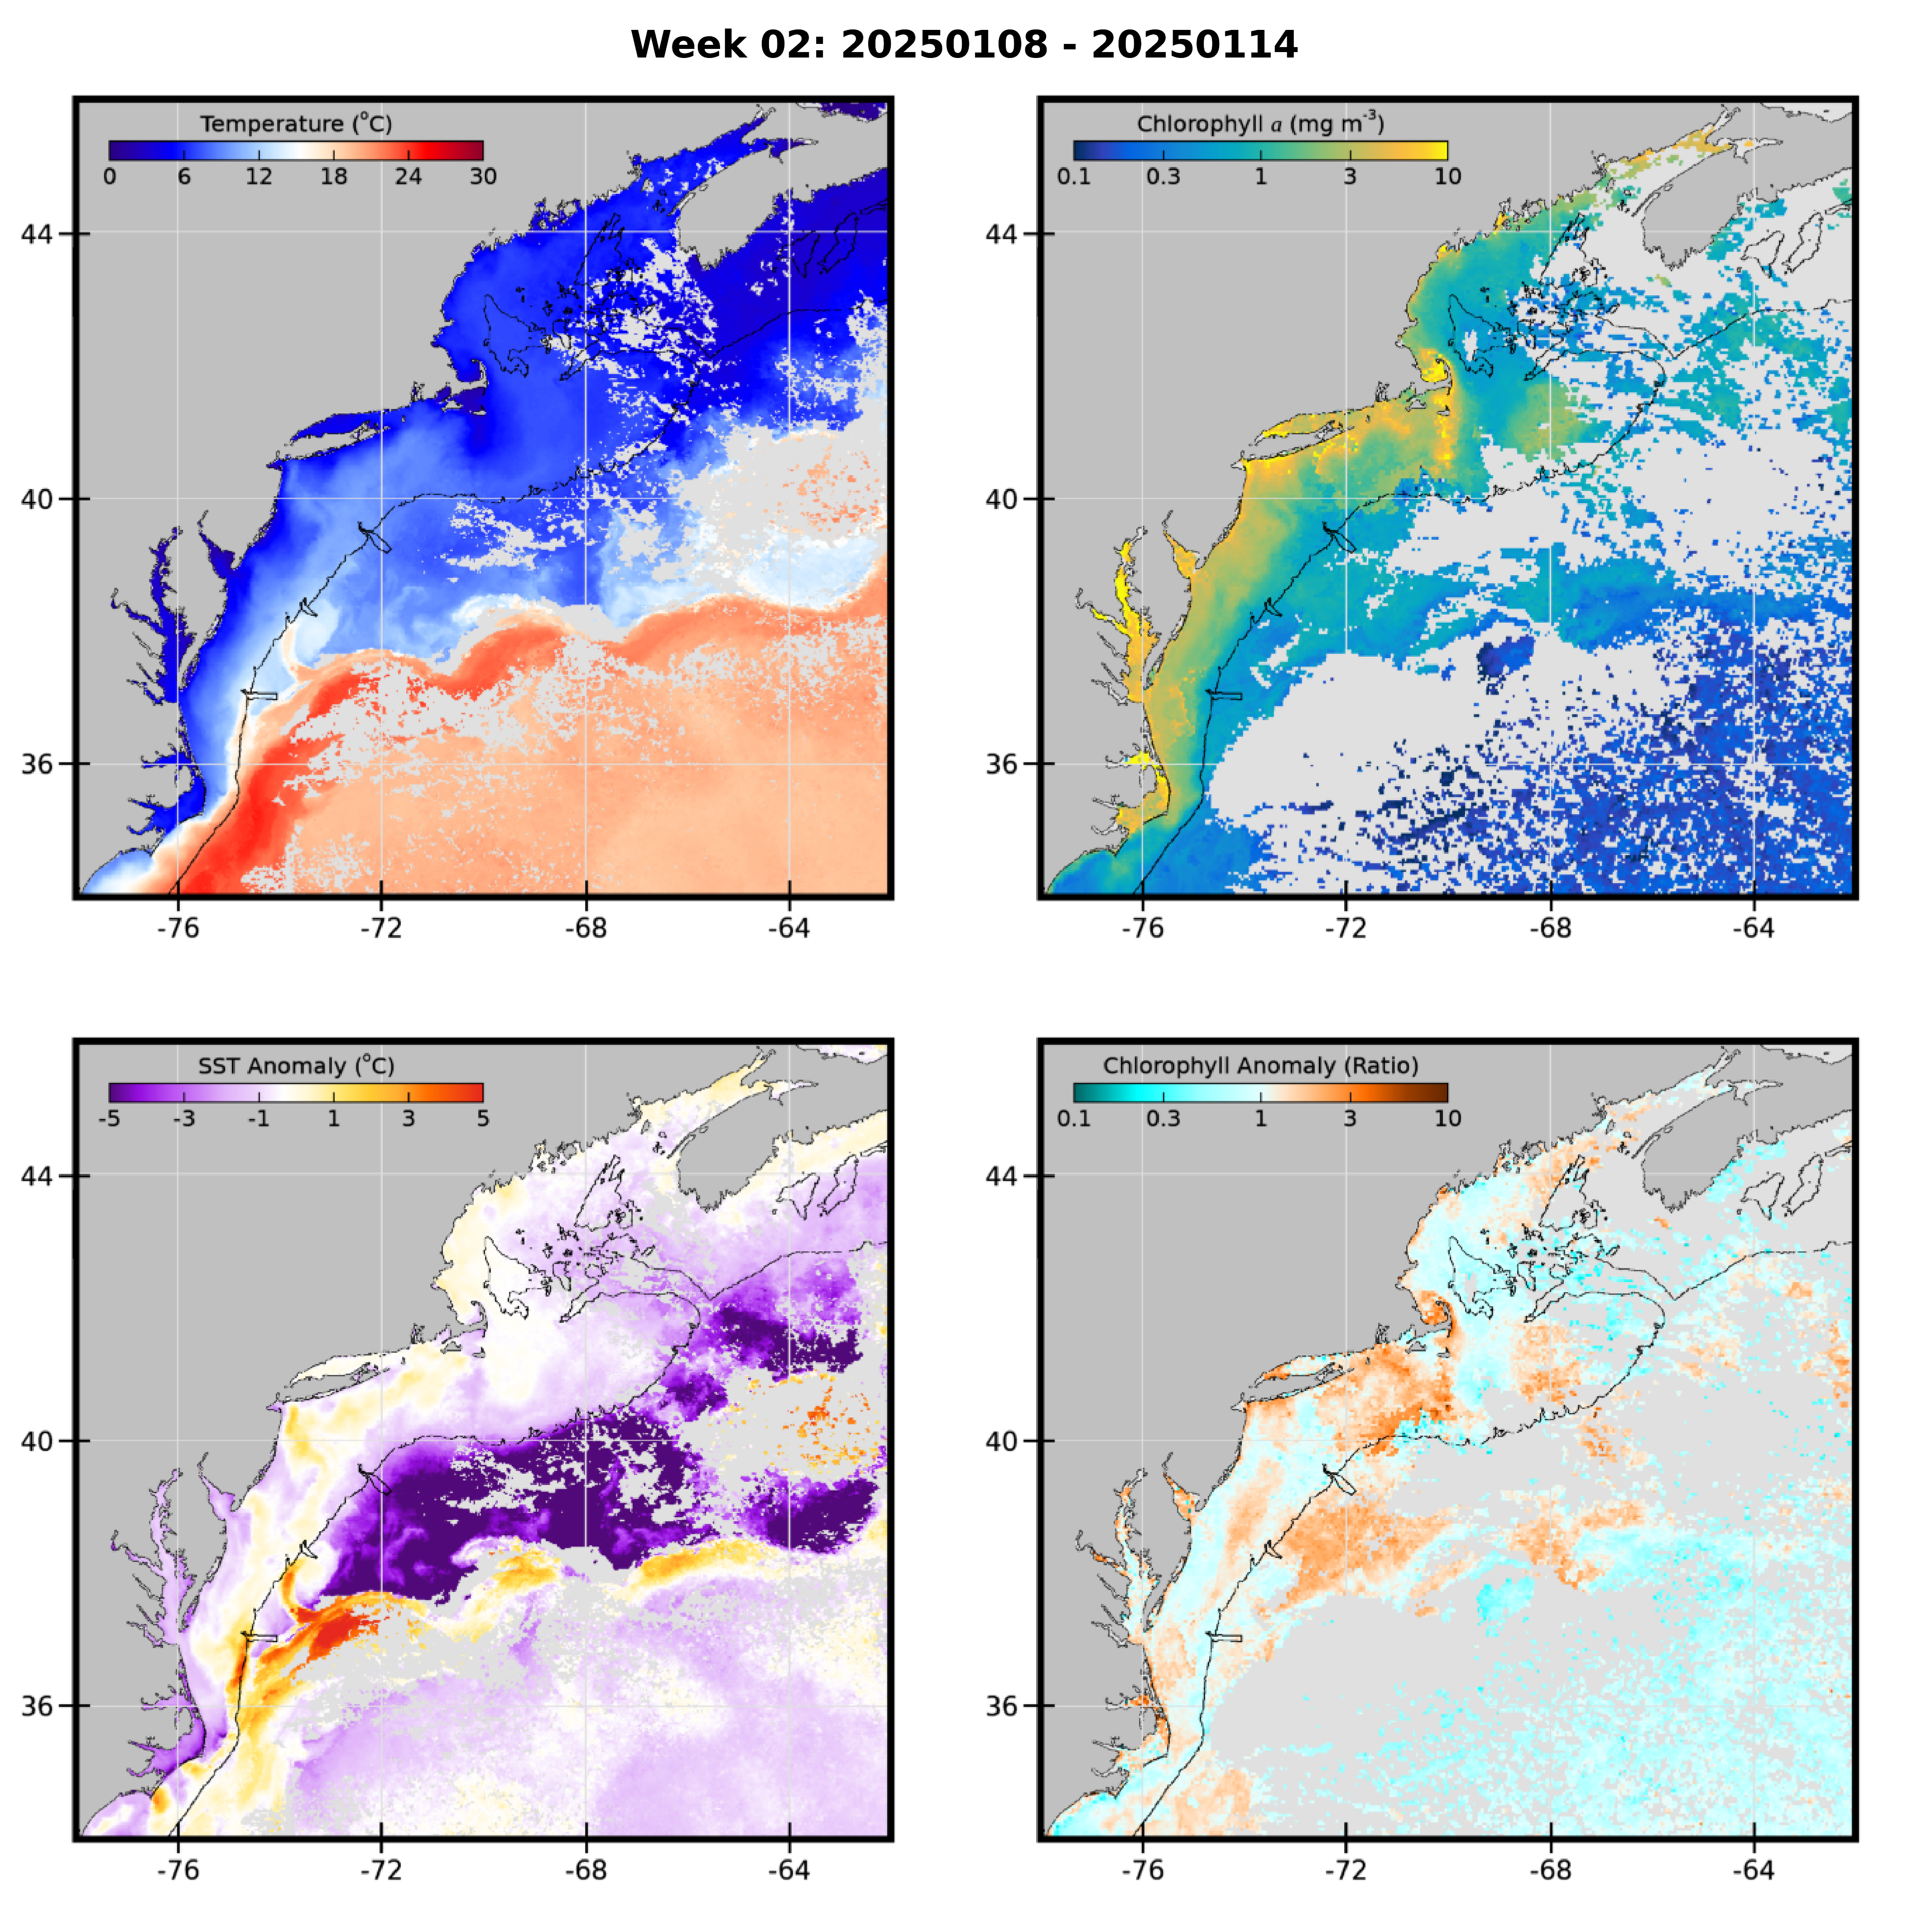 Week 02: 20250108 - 20250114
Temperature (°C)
0 6 12 18 24 30
44
40
36
-76 -72 -68 -64
Chlorophyll a (mg m⁻³)
0.1 0.3 1 3 10
44
40
36
-76 -72 -68 -64
SST Anomaly (°C)
-5 -3 -1 1 3 5
44
40
36
-76 -72 -68 -64
Chlorophyll Anomaly (Ratio)
0.1 0.3 1 3 10
44
40
36
-76 -72 -68 -64